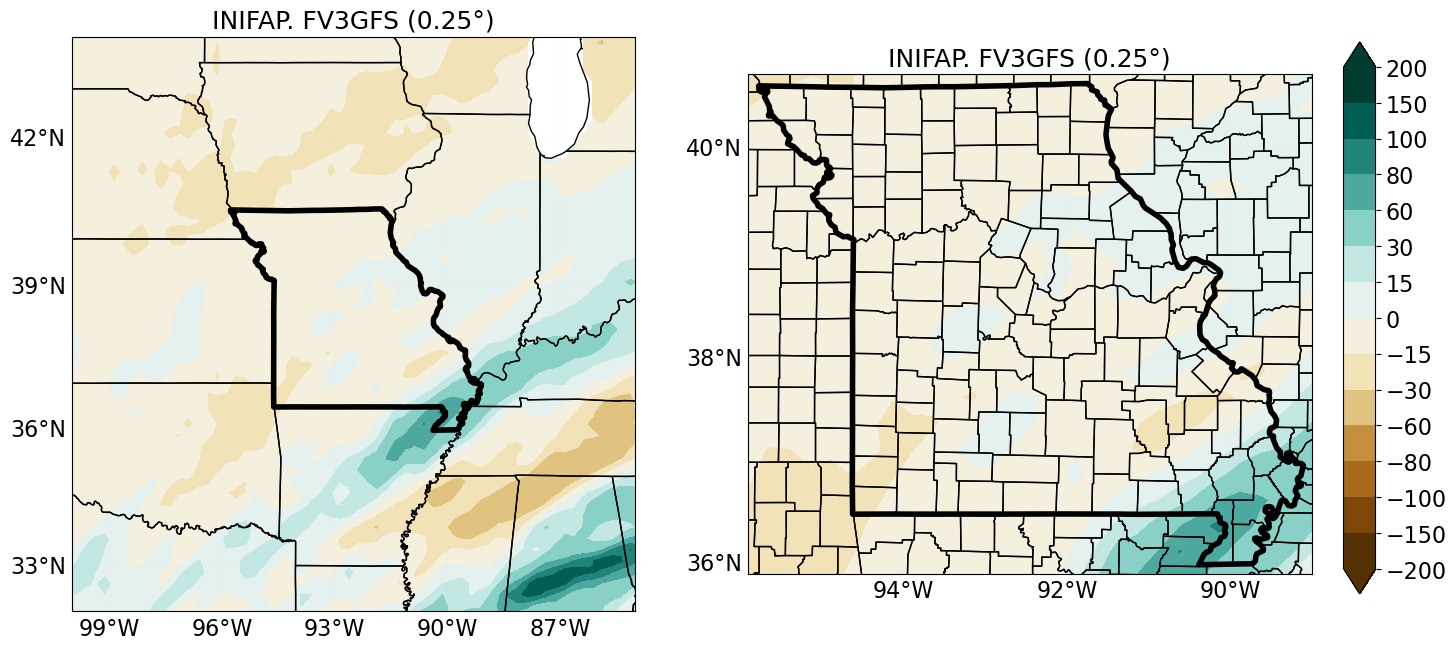 INIFAP. FV3GFS (0.25°)
42°N
39°N
36°N
33°N
99°W
96°W
93°W
90°W
87°W
INIFAP. FV3GFS (0.25°)
40°N
38°N
36°N
94°W
92°W
90°W
200
150
100
80
60
30
15
0
−15
−30
−60
−80
−100
−150
−200